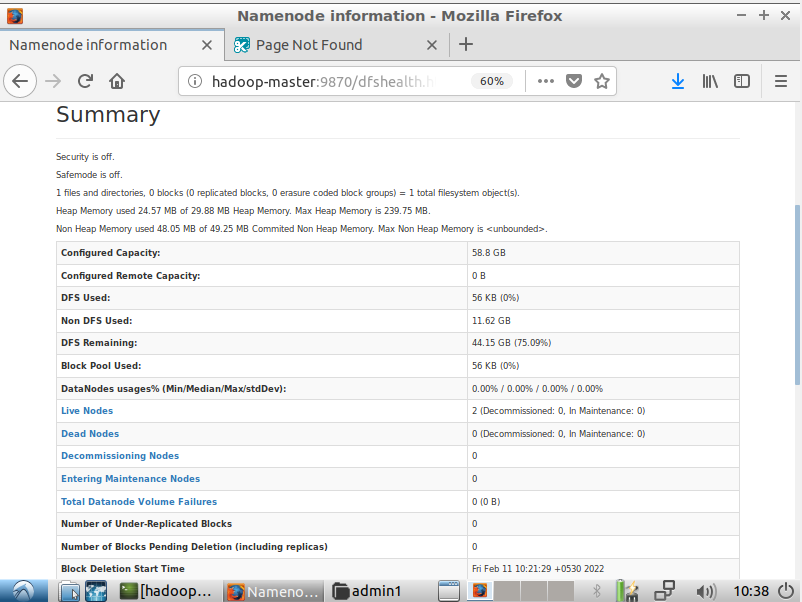 Namenode information - Mozilla Firefox
Namenode information
Page Not Found
hadoop-master:9870/dfshealth.h
60%
Summary
Security is off.
Safemode is off.
1 files and directories, 0 blocks (0 replicated blocks, 0 erasure coded block groups) = 1 total filesystem object(s).
Heap Memory used 24.57 MB of 29.88 MB Heap Memory. Max Heap Memory is 239.75 MB.
Non Heap Memory used 48.05 MB of 49.25 MB Commited Non Heap Memory. Max Non Heap Memory is <unbounded>.
Configured Capacity: 58.8 GB
Configured Remote Capacity: 0 B
DFS Used: 56 KB (0%)
Non DFS Used: 11.62 GB
DFS Remaining: 44.15 GB (75.09%)
Block Pool Used: 56 KB (0%)
DataNodes usages% (Min/Median/Max/stdDev): 0.00% / 0.00% / 0.00% / 0.00%
Live Nodes 2 (Decommissioned: 0, In Maintenance: 0)
Dead Nodes 0 (Decommissioned: 0, In Maintenance: 0)
Decommissioning Nodes 0
Entering Maintenance Nodes 0
Total Datanode Volume Failures 0 (0 B)
Number of Under-Replicated Blocks 0
Number of Blocks Pending Deletion (including replicas) 0
Block Deletion Start Time Fri Feb 11 10:21:29 +0530 2022
[hadoop... Nameno... admin1 10:38